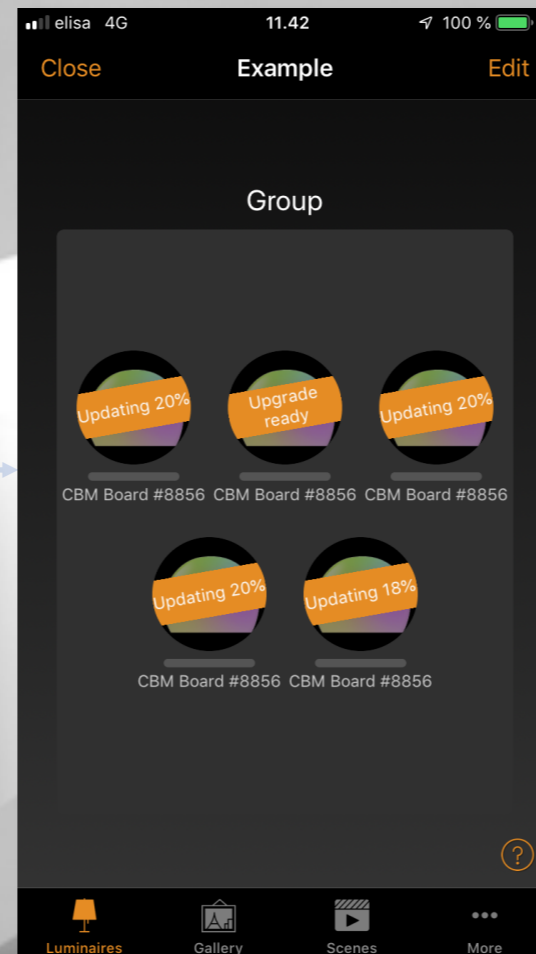 elisa 4G 11.42 100 %
Close Example Edit
Group
Updating 20% Upgrade ready Updating 20%
CBM Board #8856 CBM Board #8856 CBM Board #8856
Updating 20% Updating 18%
CBM Board #8856 CBM Board #8856
?
Luminaires Gallery Scenes More